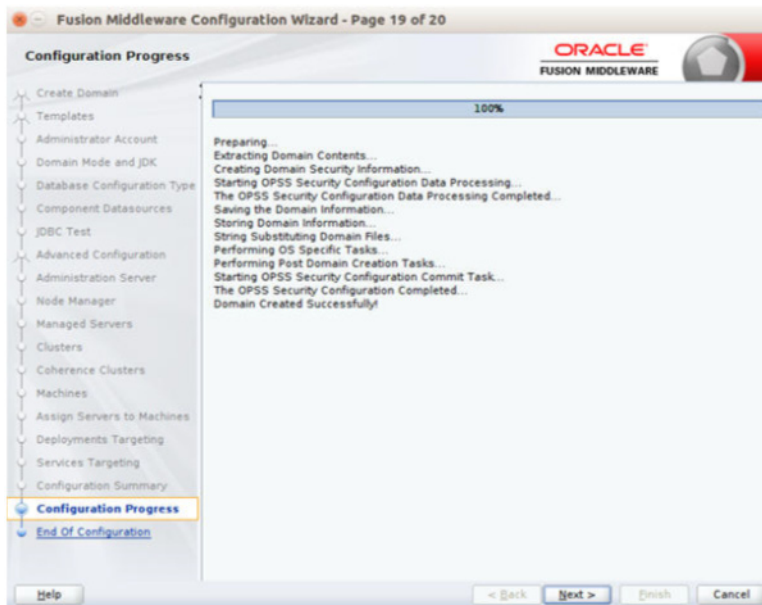 Fusion Middleware Configuration Wizard - Page 19 of 20
Configuration Progress
ORACLE
FUSION MIDDLEWARE
Create Domain
Templates
Administrator Account
Domain Mode and JDK
Database Configuration Type
Component Datasources
JDBC Test
Advanced Configuration
Administration Server
Node Manager
Managed Servers
Clusters
Coherence Clusters
Machines
Assign Servers to Machines
Deployments Targeting
Services Targeting
Configuration Summary
Configuration Progress
End Of Configuration
100%
Preparing...
Extracting Domain Contents...
Creating Domain Security Information...
Starting OPSS Security Configuration Data Processing...
The OPSS Security Configuration Data Processing Completed...
Saving the Domain Information...
Storing Domain Information...
String Substituting Domain Files...
Performing OS Specific Tasks...
Performing Post Domain Creation Tasks...
Starting OPSS Security Configuration Commit Task...
The OPSS Security Configuration Completed...
Domain Created Successfully!
Help
< Back
Next >
Finish
Cancel